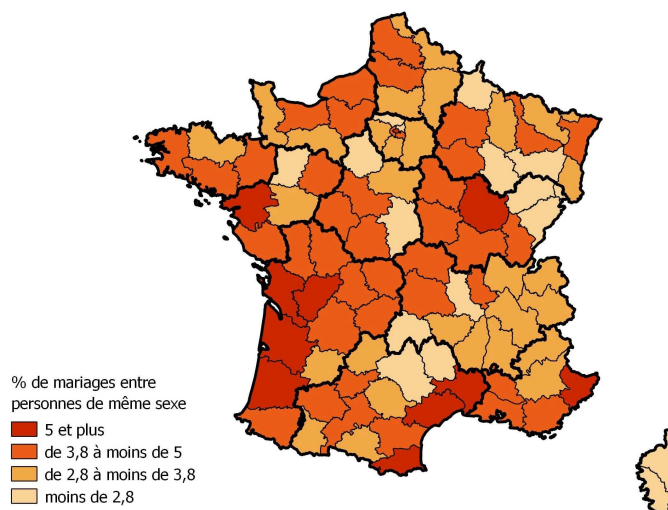 % de mariages entre
personnes de même sexe
5 et plus
de 3,8 à moins de 5
de 2,8 à moins de 3,8
moins de 2,8